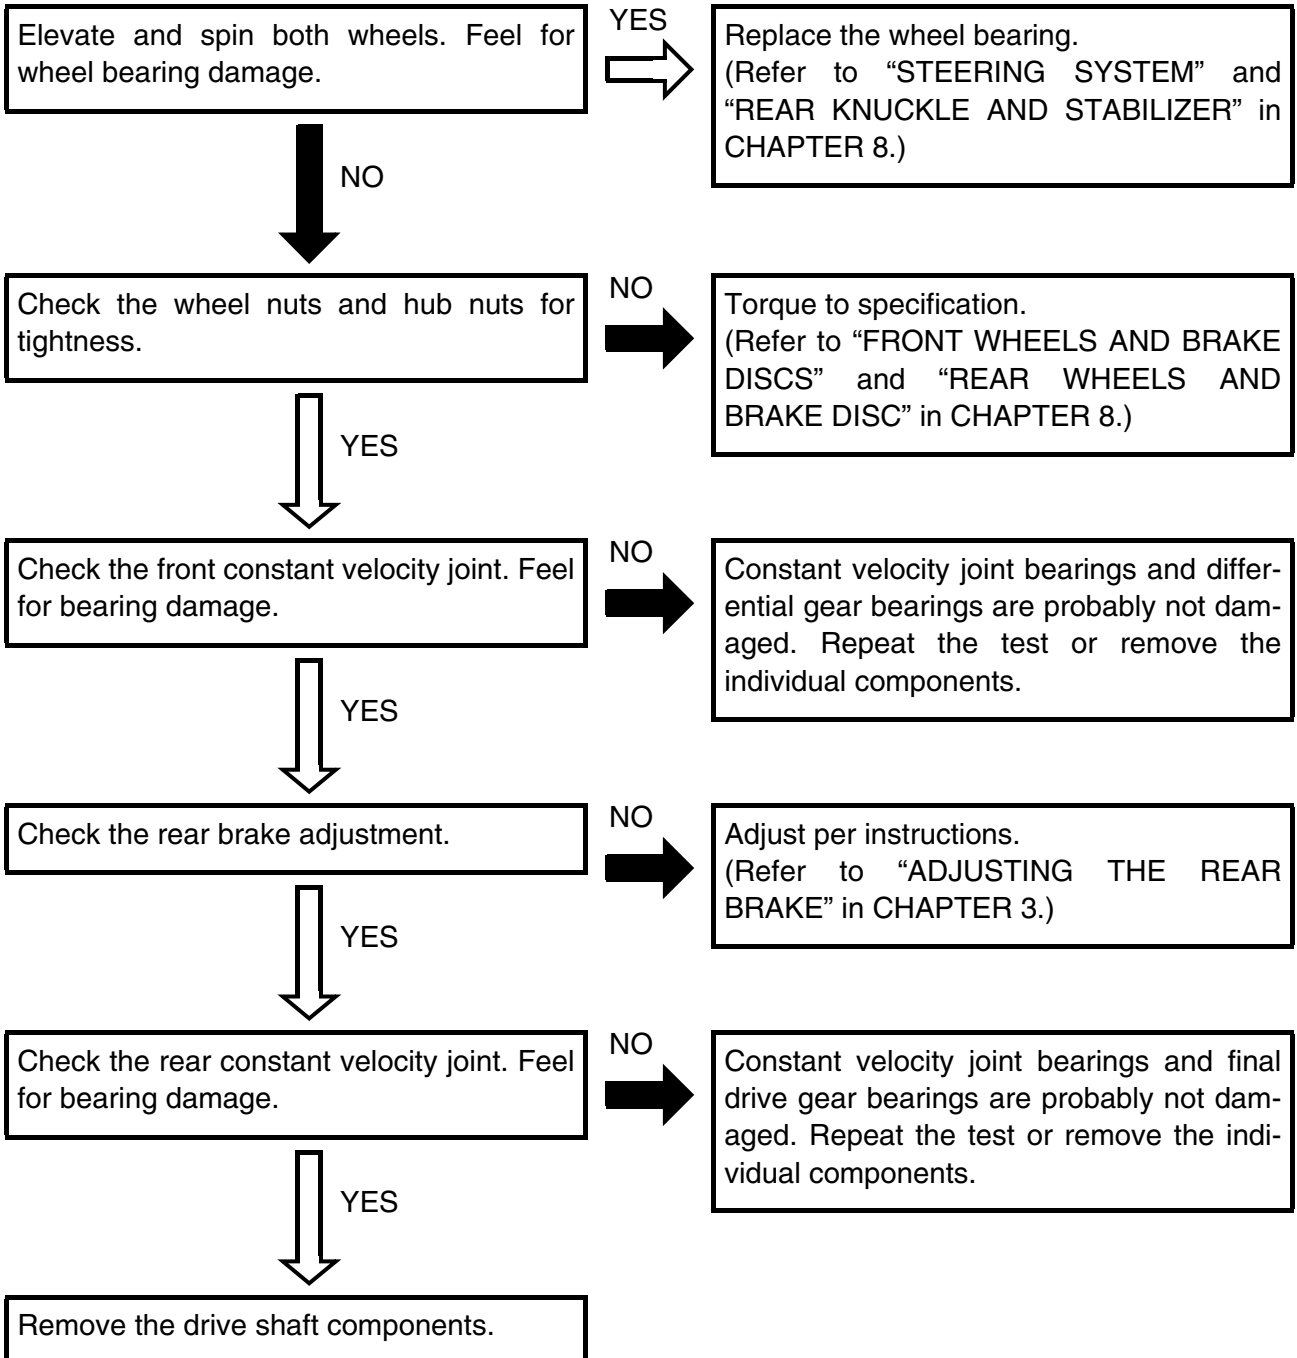 Elevate and spin both wheels. Feel for
wheel bearing damage.
YES
Replace the wheel bearing.
(Refer to “STEERING SYSTEM” and
“REAR KNUCKLE AND STABILIZER” in
CHAPTER 8.)
NO
Check the wheel nuts and hub nuts for
tightness.
NO
Torque to specification.
(Refer to “FRONT WHEELS AND BRAKE
DISCS” and “REAR WHEELS AND
BRAKE DISC” in CHAPTER 8.)
YES
Check the front constant velocity joint. Feel
for bearing damage.
NO
Constant velocity joint bearings and differ-
ential gear bearings are probably not dam-
aged. Repeat the test or remove the
individual components.
YES
Check the rear brake adjustment.
NO
Adjust per instructions.
(Refer to “ADJUSTING THE REAR
BRAKE” in CHAPTER 3.)
YES
Check the rear constant velocity joint. Feel
for bearing damage.
NO
Constant velocity joint bearings and final
drive gear bearings are probably not dam-
aged. Repeat the test or remove the indi-
vidual components.
YES
Remove the drive shaft components.